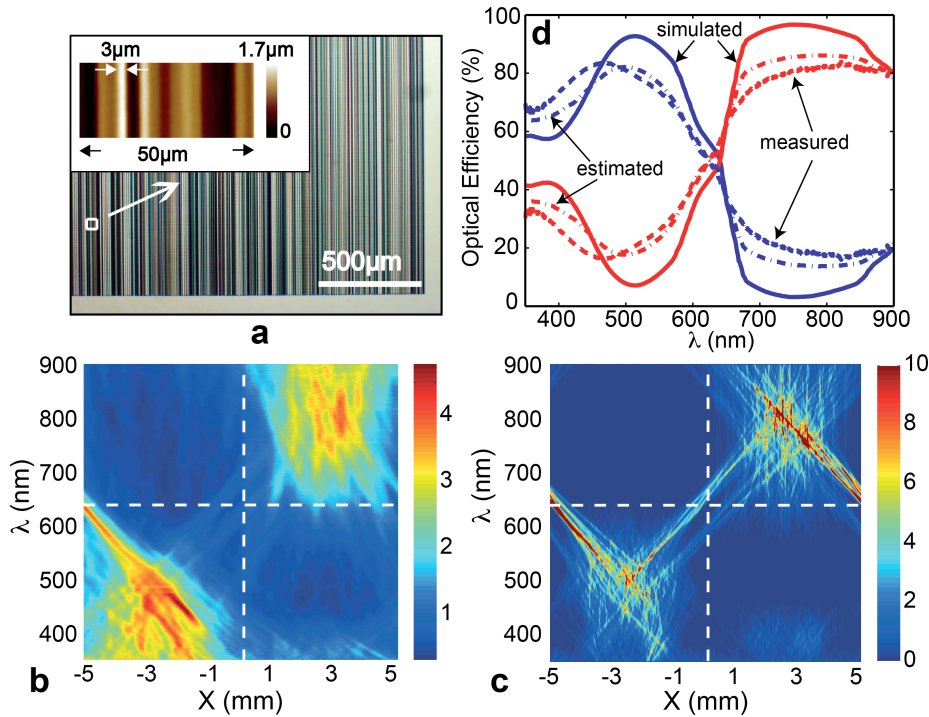 3μm
1.7μm
0
50μm
500μm
a
d
Optical Efficiency (%)
100
80
60
40
20
0
simulated
estimated
measured
400
500
600
700
800
900
λ (nm)
b
λ (nm)
900
800
700
600
500
400
-5
-3
-1
1
3
5
X (mm)
4
3
2
1
c
λ (nm)
900
800
700
600
500
400
-5
-3
-1
1
3
5
X (mm)
10
8
6
4
2
0